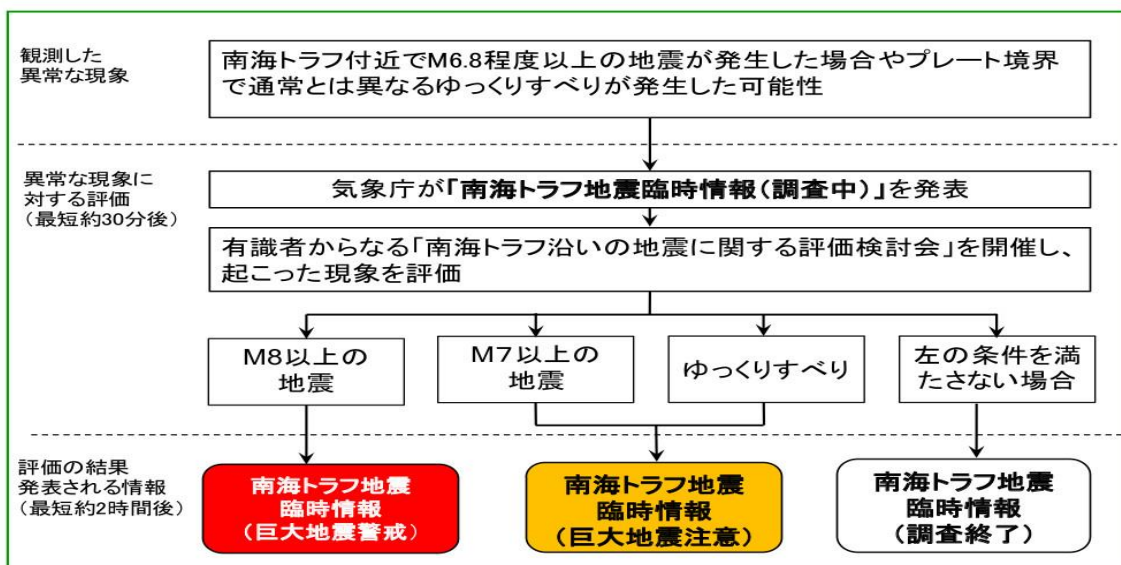 観測した
異常な現象
南海トラフ付近でM6.8程度以上の地震が発生した場合やプレート境界
で通常とは異なるゆっくりすべりが発生した可能性
異常な現象に
対する評価
(最短約30分後)
気象庁が「南海トラフ地震臨時情報(調査中)」を発表
有識者からなる「南海トラフ沿いの地震に関する評価検討会」を開催し、
起こった現象を評価
M8以上の
地震
M7以上の
地震
ゆっくりすべり
左の条件を満
たさない場合
評価の結果
発表される情報
(最短約2時間後)
南海トラフ地震
臨時情報
(巨大地震警戒)
南海トラフ地震
臨時情報
(巨大地震注意)
南海トラフ地震
臨時情報
(調査終了)